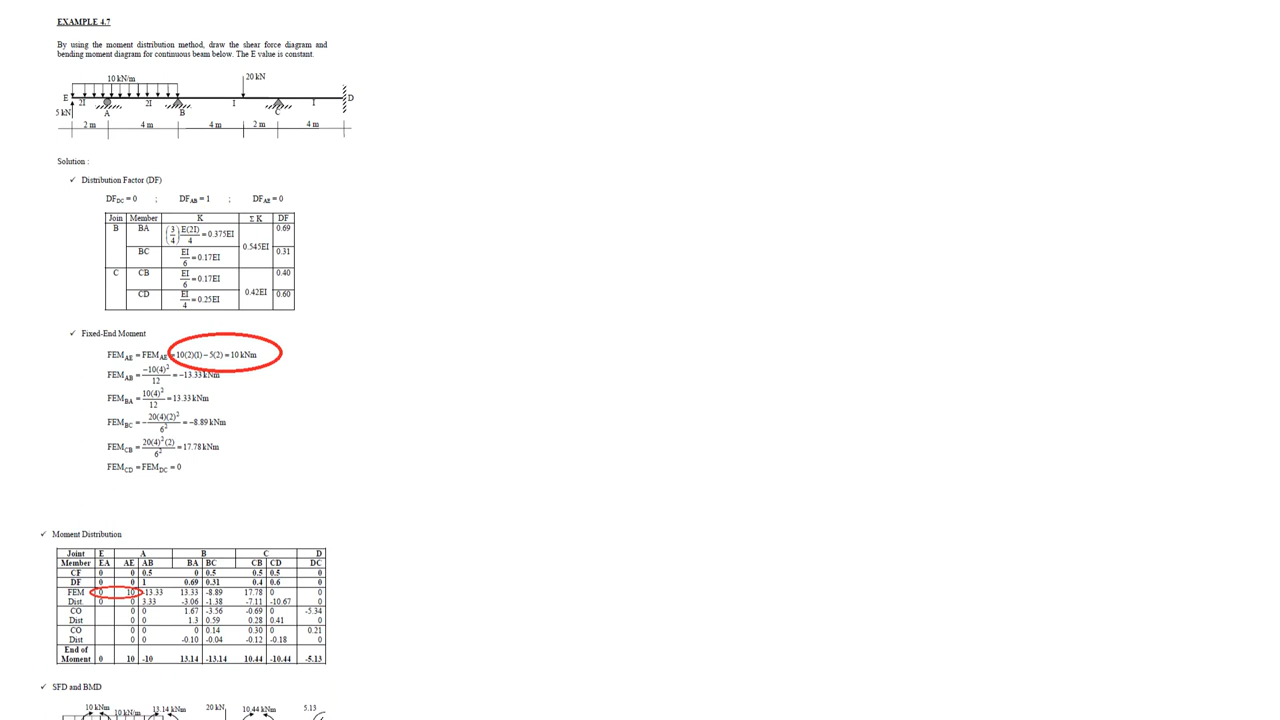 EXAMPLE 4.7
By using the moment distribution method, draw the shear force diagram and
bending moment diagram for continuous beam below. The E value is constant.
10 kN/m 20 kN
E 2I 2I I I D
5 kN A B C
2 m 4 m 4 m 2 m 4 m
Solution :
✓ Distribution Factor (DF)
DF_DC = 0 ; DF_AB = 1 ; DF_AE = 0
Join Member K Σ K DF
B BA (3/4) E(2I)/4 = 0.375EI 0.545EI 0.69
BC EI/6 = 0.17EI 0.31
C CB EI/6 = 0.17EI 0.42EI 0.40
CD EI/4 = 0.25EI 0.60
✓ Fixed-End Moment
FEM_AE = FEM_AE = 10(2)(1) − 5(2) = 10 kNm
FEM_AB = −10(4)²/12 = −13.33 kNm
FEM_BA = 10(4)²/12 = 13.33 kNm
FEM_BC = − 20(4)(2)²/6² = −8.89 kNm
FEM_CB = 20(4)²(2)/6² = 17.78 kNm
FEM_CD = FEM_DC = 0
✓ Moment Distribution
Joint E A B C D
Member EA AE AB BA BC CB CD DC
CF 0 0 0.5 0 0.5 0.5 0.5 0
DF 0 0 1 0.69 0.31 0.4 0.6 0
FEM 0 10 -13.33 13.33 -8.89 17.78 0 0
Dist. 0 0 3.33 -3.06 -1.38 -7.11 -10.67 0
CO 0 0 1.67 -3.56 -0.69 0 -5.34
Dist 0 0 1.3 0.59 0.28 0.41 0
CO 0 0 0 0.14 0.30 0 0.21
Dist 0 0 -0.10 -0.04 -0.12 -0.18 0
End of
Moment 0 10 -10 13.14 -13.14 10.44 -10.44 -5.13
✓ SFD and BMD
10 kNm 10 kN/m 13.14 kNm 20 kN 10.44 kNm 5.13